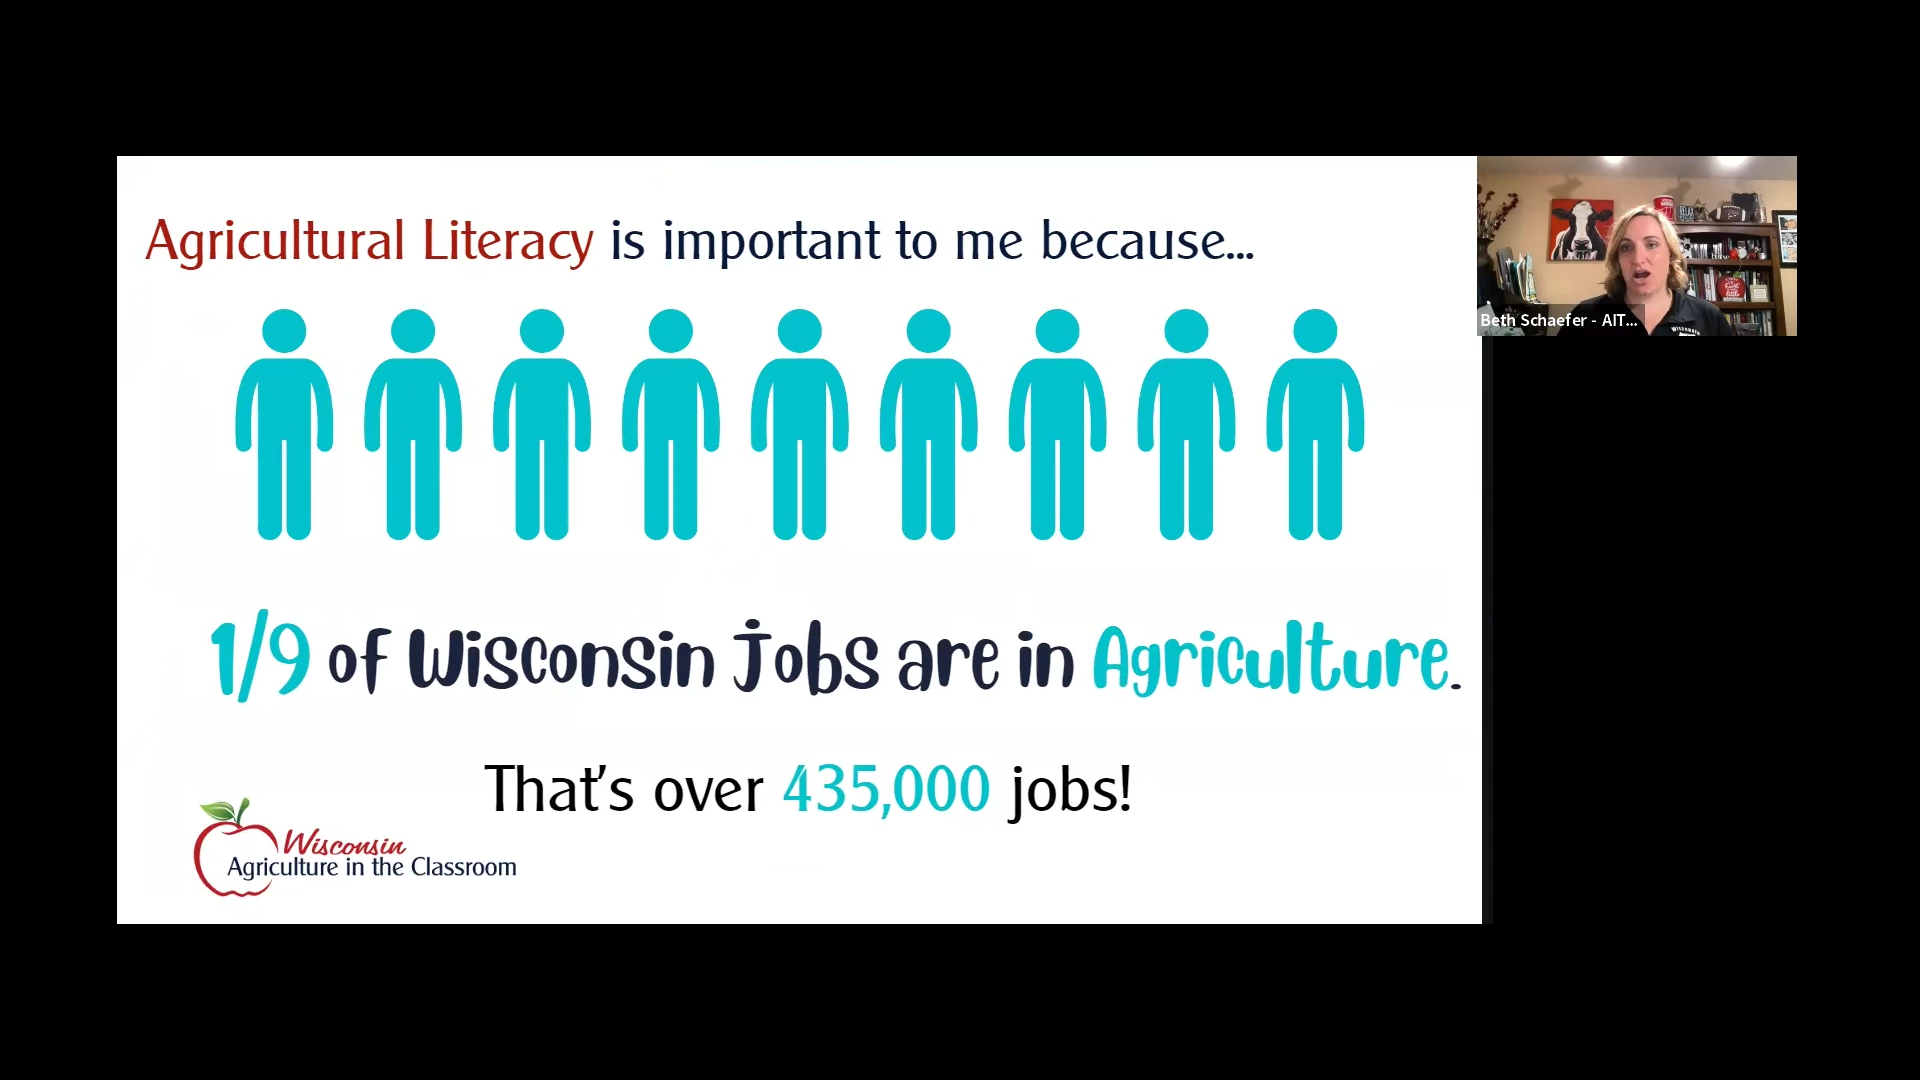 Agricultural Literacy is important to me because...
Beth Schaefer - AIT...
Wisconsin
1/9 of Wisconsin Jobs are in Agriculture.
That's over 435,000 jobs!
Wisconsin
Agriculture in the Classroom